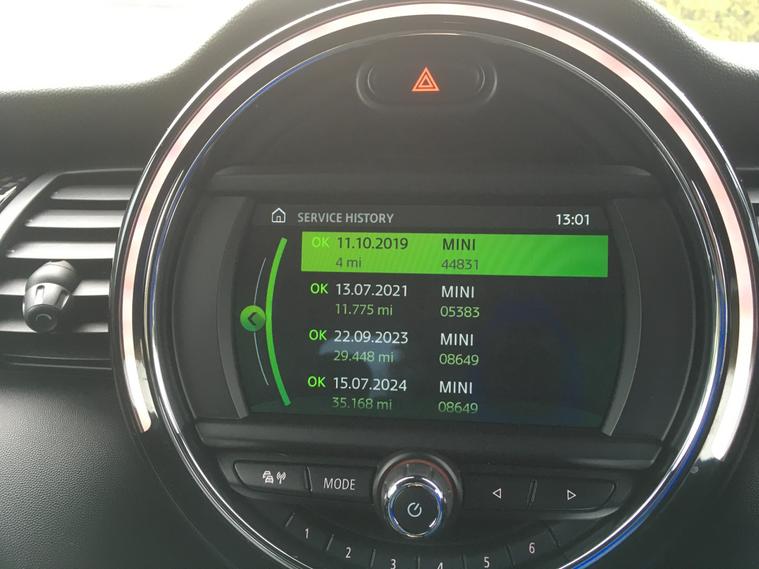 SERVICE HISTORY 13:01
OK 11.10.2019 MINI
4 mi 44831
OK 13.07.2021 MINI
11.775 mi 05383
OK 22.09.2023 MINI
29.448 mi 08649
OK 15.07.2024 MINI
35.168 mi 08649
MODE
1 2 3 4 5 6